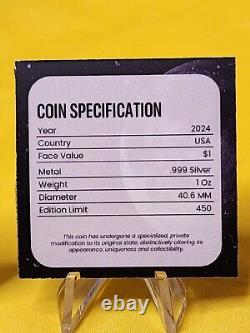 COIN SPECIFICATION
Year 2024
Country USA
Face Value $1
Metal .999 Silver
Weight 1 Oz
Diameter 40.6 MM
Edition Limit 450
This coin has undergone a specialized, private
modification to its original state, distinctively altering its
appearance, uniqueness and collectibility.